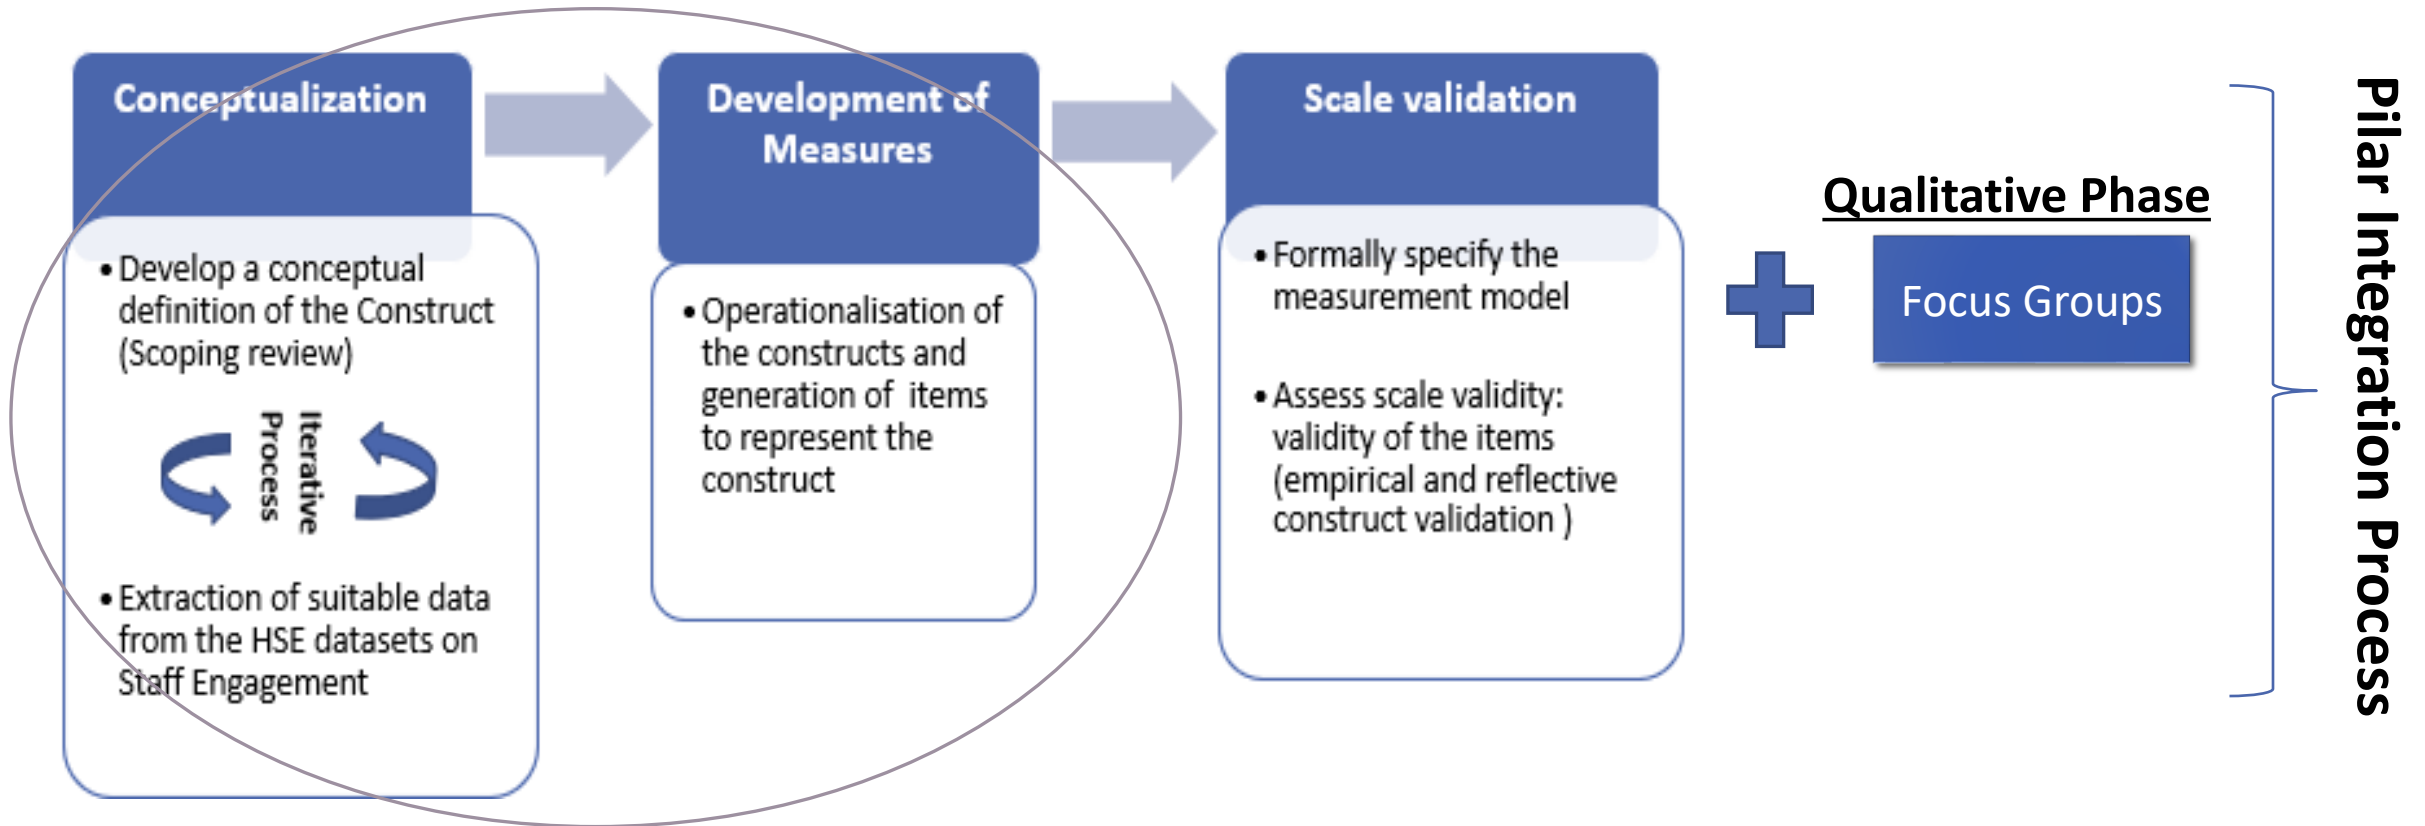 Conceptualization
• Develop a conceptual
definition of the Construct
(Scoping review)
Iterative
Process
• Extraction of suitable data
from the HSE datasets on
Staff Engagement
Development of
Measures
• Operationalisation of
the constructs and
generation of items
to represent the
construct
Scale validation
• Formally specify the
measurement model
• Assess scale validity:
validity of the items
(empirical and reflective
construct validation )
Qualitative Phase
Focus Groups
Pilar Integration Process